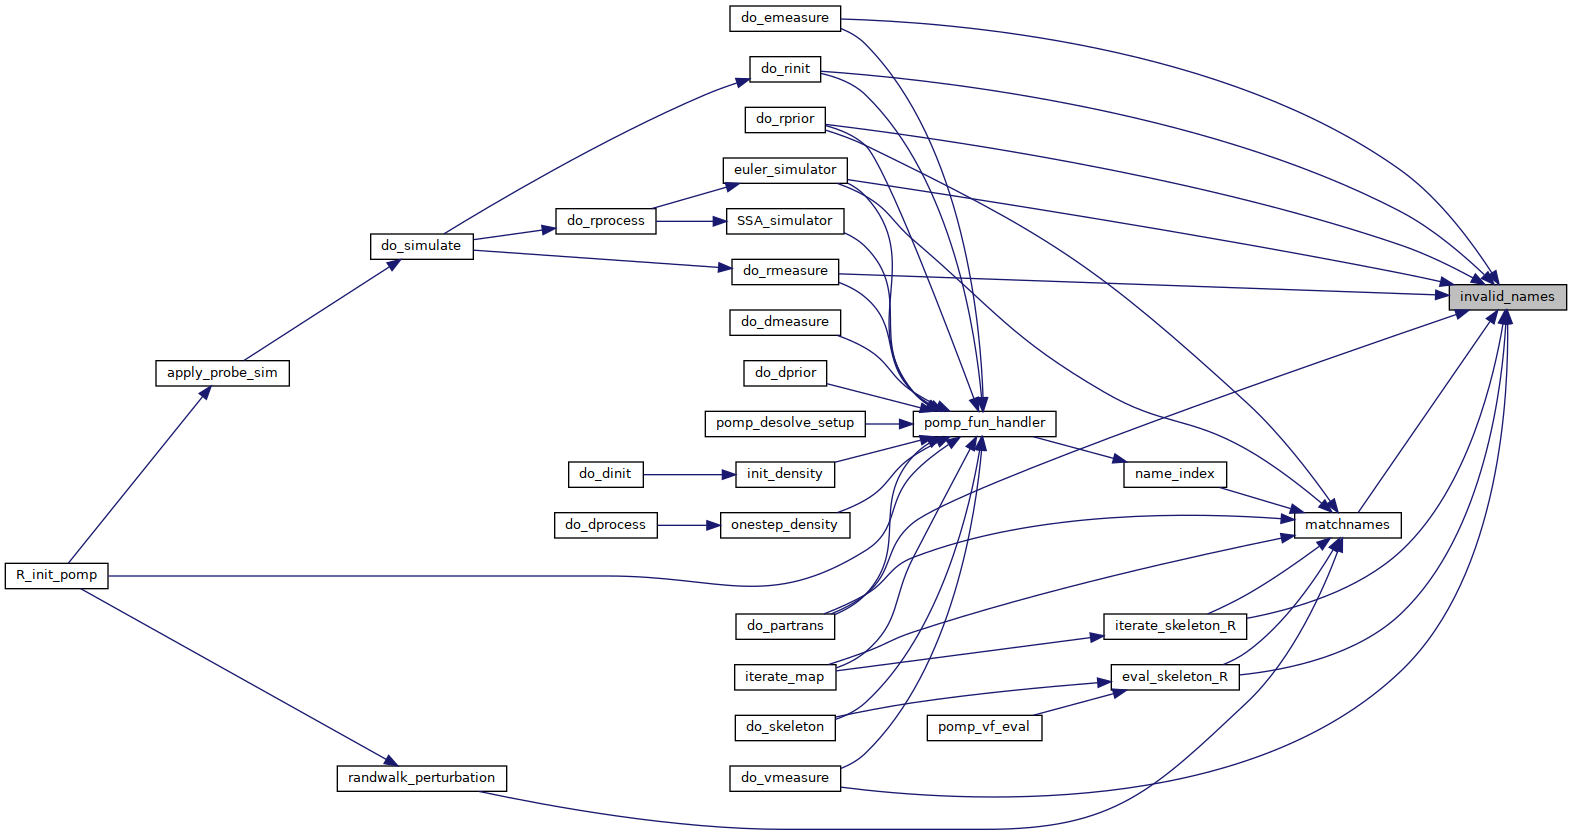 do_emeasure
do_rinit
do_rprior
euler_simulator
do_rprocess
SSA_simulator
do_simulate
do_rmeasure
invalid_names
do_dmeasure
apply_probe_sim
do_dprior
pomp_desolve_setup
pomp_fun_handler
do_dinit
init_density
name_index
do_dprocess
onestep_density
matchnames
R_init_pomp
do_partrans
iterate_skeleton_R
iterate_map
eval_skeleton_R
do_skeleton
pomp_vf_eval
randwalk_perturbation
do_vmeasure